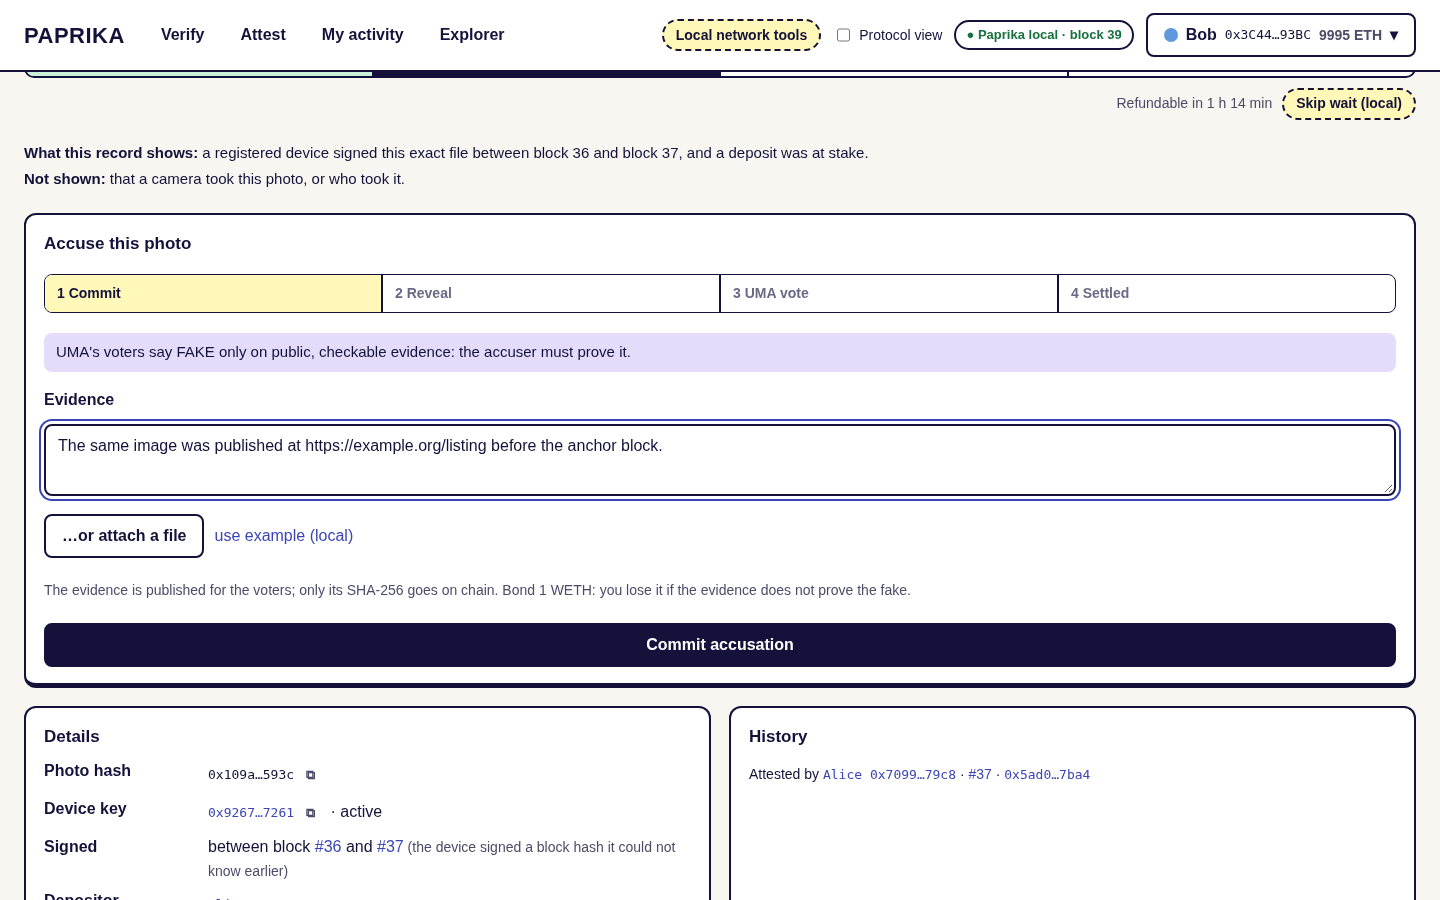 PAPRIKA Verify Attest My activity Explorer Local network tools Protocol view ● Paprika local · block 39 Bob 0x3C44…93BC 9995 ETH ▼
Refundable in 1 h 14 min Skip wait (local)
What this record shows: a registered device signed this exact file between block 36 and block 37, and a deposit was at stake.
Not shown: that a camera took this photo, or who took it.
Accuse this photo
1 Commit 2 Reveal 3 UMA vote 4 Settled
UMA's voters say FAKE only on public, checkable evidence: the accuser must prove it.
Evidence
The same image was published at https://example.org/listing before the anchor block.
…or attach a file use example (local)
The evidence is published for the voters; only its SHA-256 goes on chain. Bond 1 WETH: you lose it if the evidence does not prove the fake.
Commit accusation
Details
Photo hash 0x109a…593c
Device key 0x9267…7261 · active
Signed between block #36 and #37 (the device signed a block hash it could not
know earlier)
History
Attested by Alice 0x7099…79c8 · #37 · 0x5ad0…7ba4